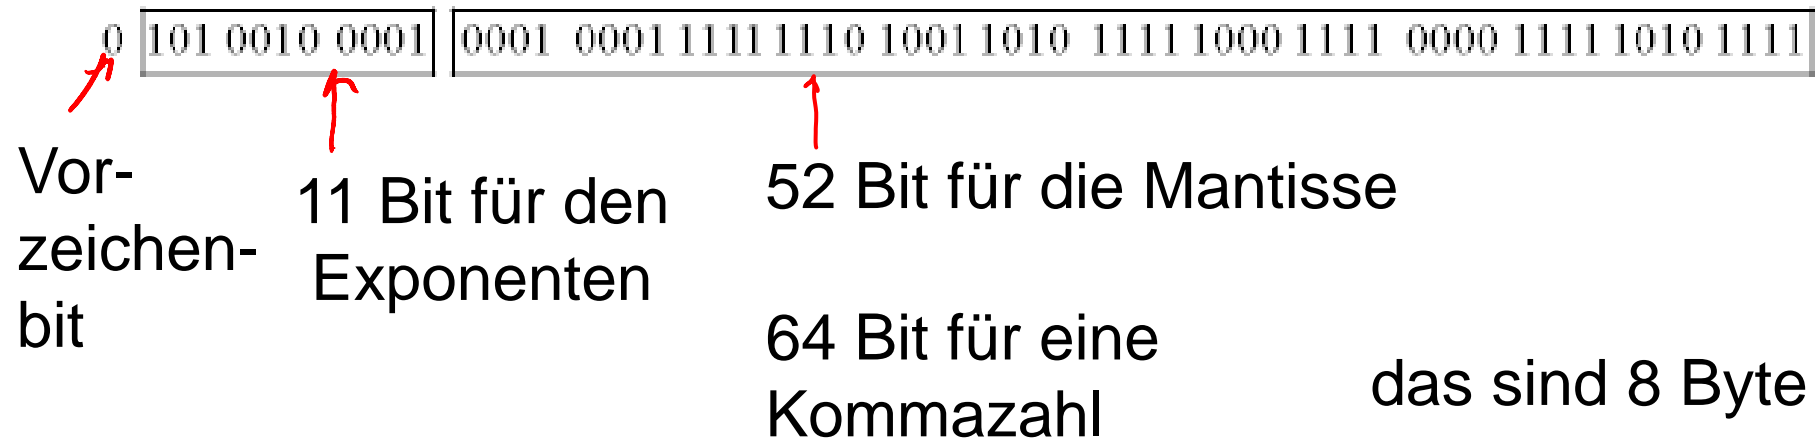 0 101 0010 0001 0001 0001 1111 1110 1001 1010 1111 1000 1111 0000 1111 1010 1111
Vor-
zeichen-
bit
11 Bit für den
Exponenten
52 Bit für die Mantisse
64 Bit für eine
Kommazahl
das sind 8 Byte